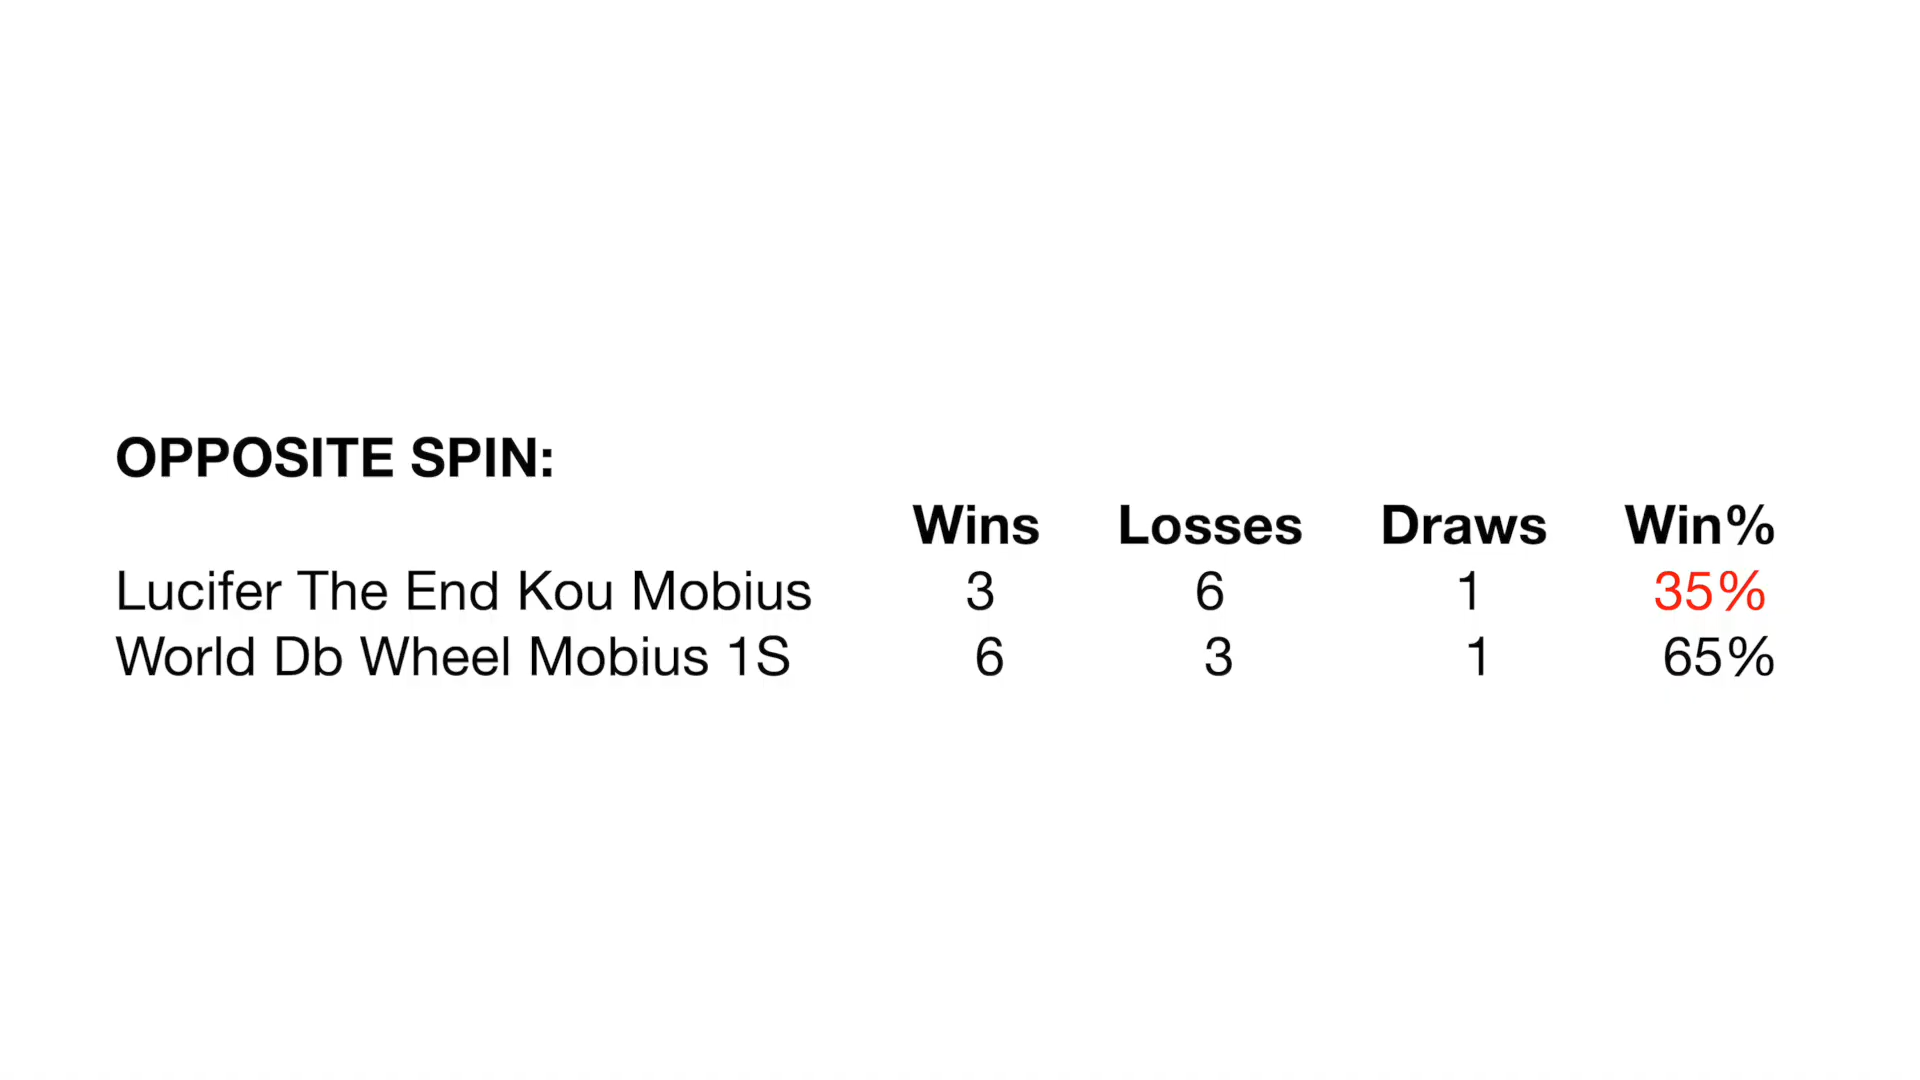 OPPOSITE SPIN:
Wins Losses Draws Win%
Lucifer The End Kou Mobius 3 6 1 35%
World Db Wheel Mobius 1S 6 3 1 65%